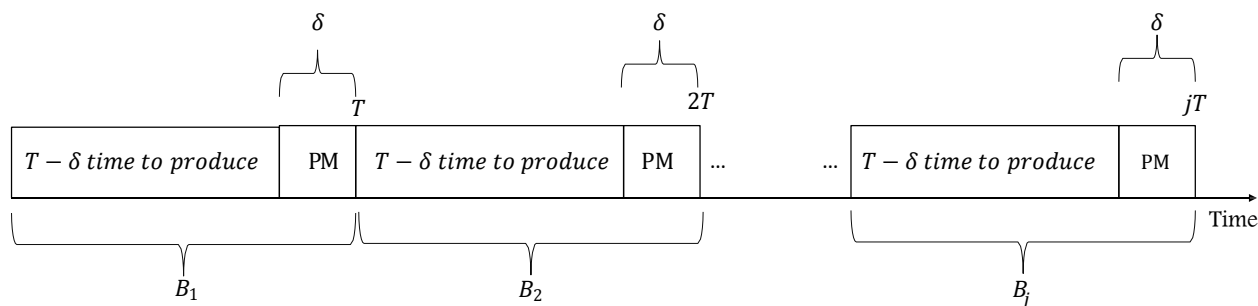 δ δ δ
T 2T jT
T − δ time to produce PM T − δ time to produce PM ... ... T − δ time to produce PM
Time
B₁ B₂ Bⱼ